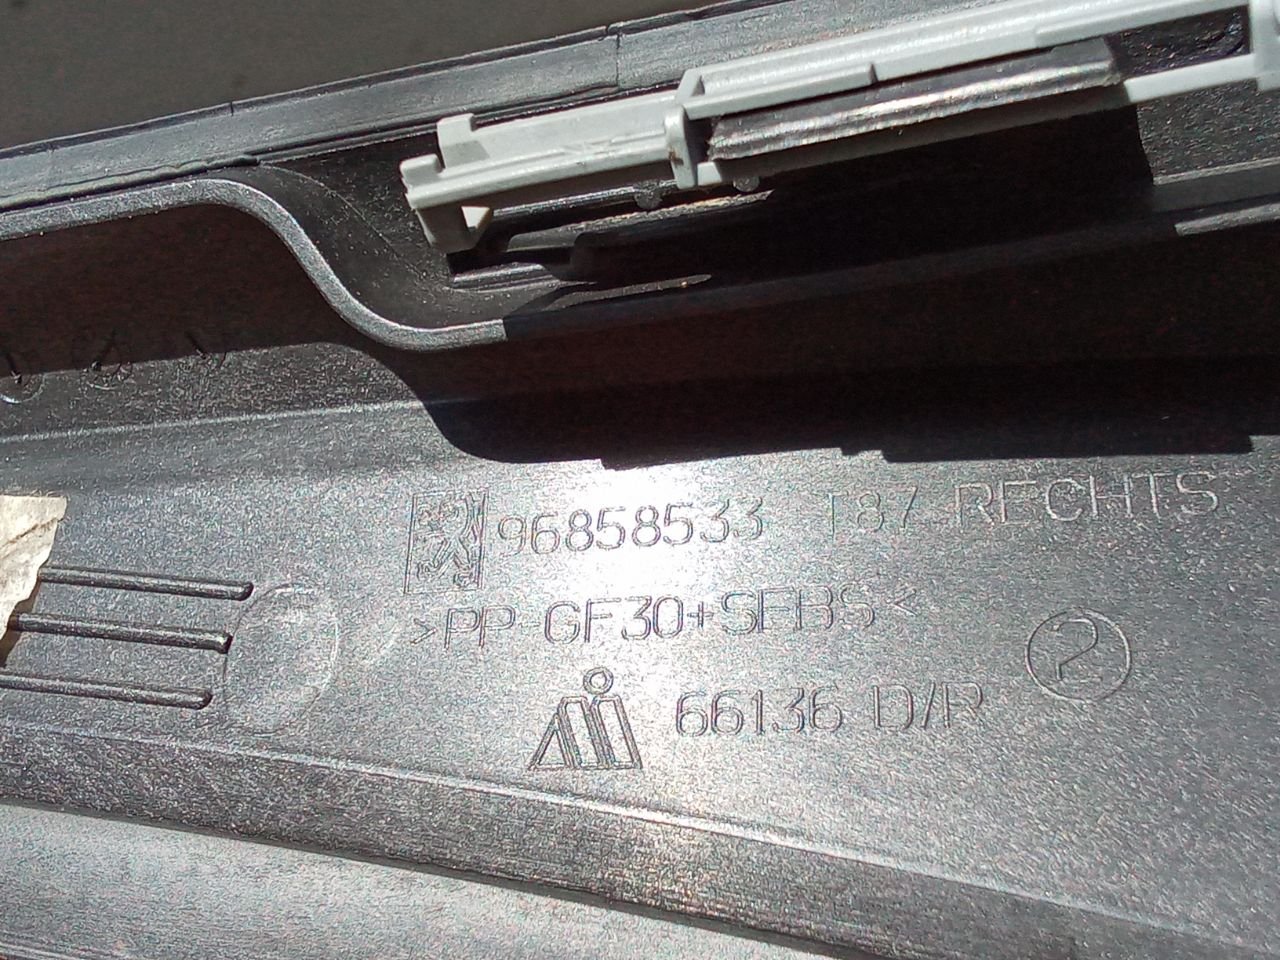 96858533 T87 RECHTS
>PP-GF30+SEBS<
2
66136 D/R